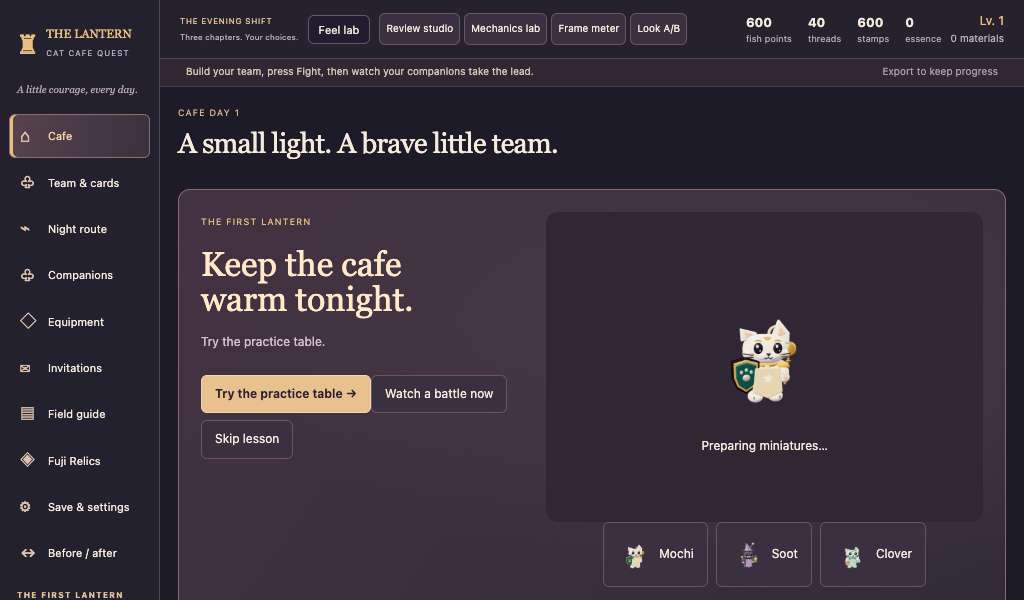 THE LANTERN
CAT CAFE QUEST
A little courage, every day.
Cafe
Team & cards
Night route
Companions
Equipment
Invitations
Field guide
Fuji Relics
Save & settings
Before / after
THE FIRST LANTERN
THE EVENING SHIFT
Three chapters. Your choices.
Feel lab
Review studio
Mechanics lab
Frame meter
Look A/B
600
fish points
40
threads
600
stamps
0
essence
Lv. 1
0 materials
Build your team, press Fight, then watch your companions take the lead.
Export to keep progress
CAFE DAY 1
A small light. A brave little team.
THE FIRST LANTERN
Keep the cafe
warm tonight.
Try the practice table.
Try the practice table →
Watch a battle now
Skip lesson
Preparing miniatures…
Mochi
Soot
Clover